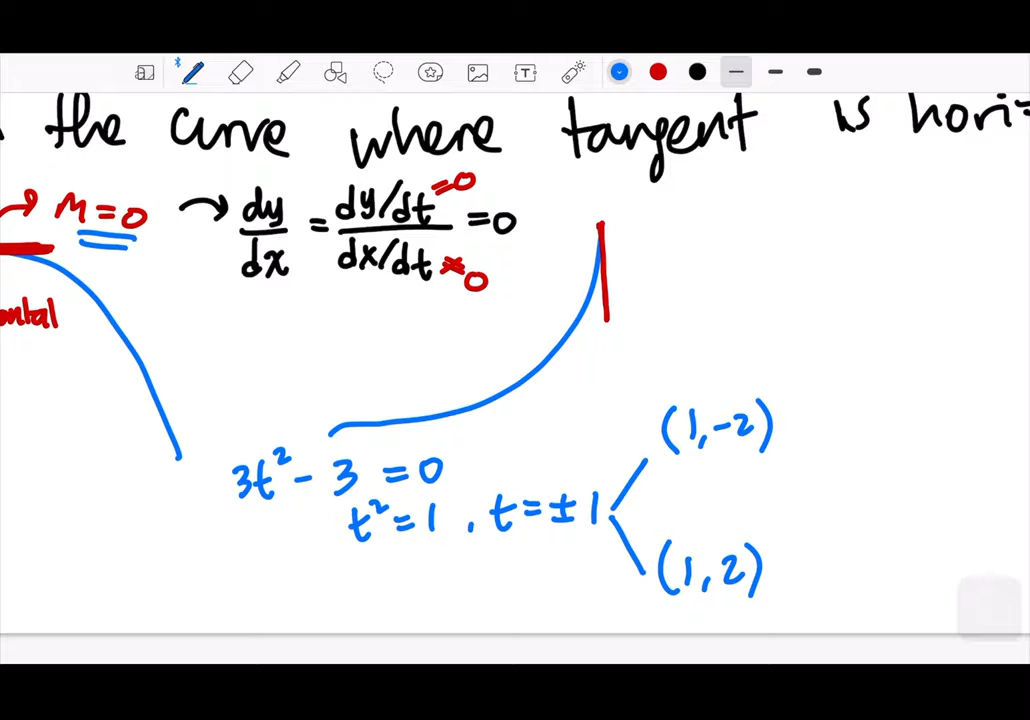 the curve where tangent is hori
M=0 → dy/dx = (dy/dt =0)/(dx/dt ≠0) =0
ontal
(1,-2)
3t² - 3 = 0
t² = 1 , t = ± 1
(1, 2)